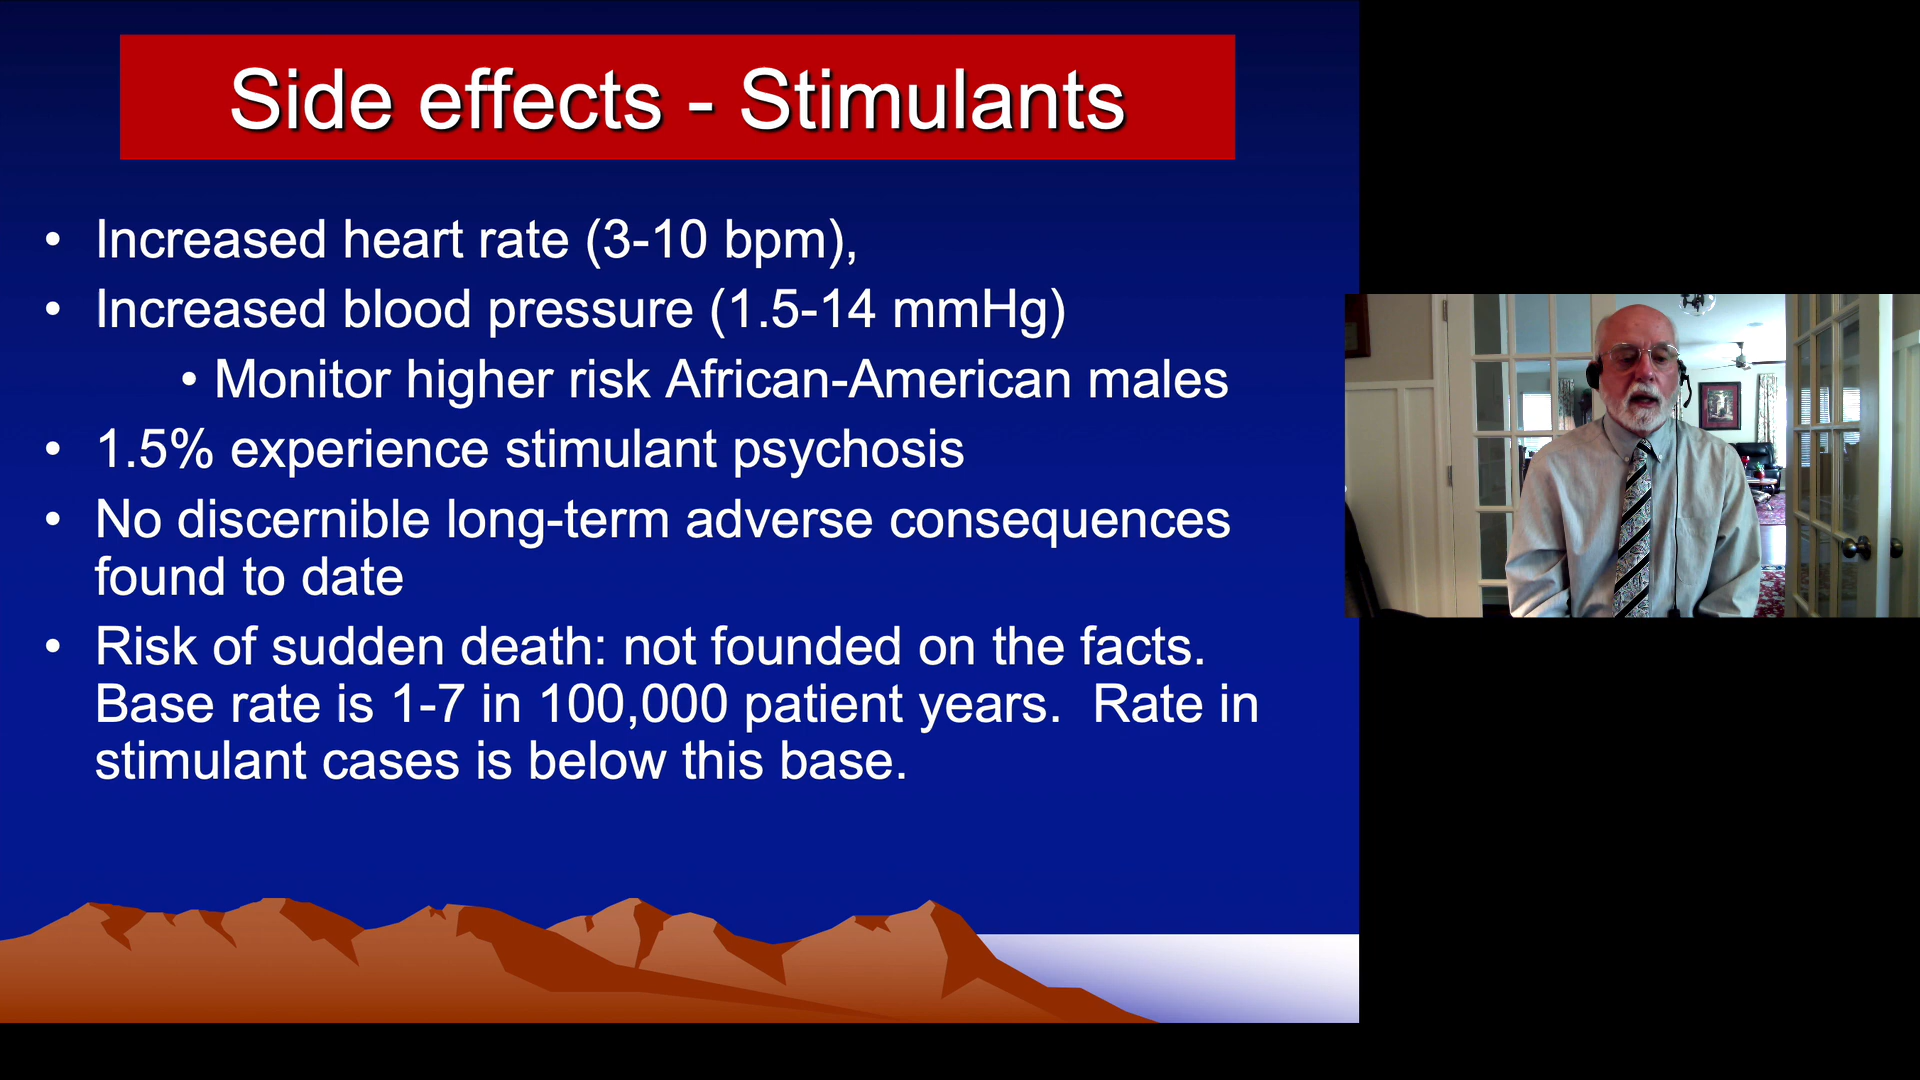 Side effects - Stimulants
• Increased heart rate (3-10 bpm),
• Increased blood pressure (1.5-14 mmHg)
• Monitor higher risk African-American males
• 1.5% experience stimulant psychosis
• No discernible long-term adverse consequences
found to date
• Risk of sudden death: not founded on the facts.
Base rate is 1-7 in 100,000 patient years.  Rate in
stimulant cases is below this base.